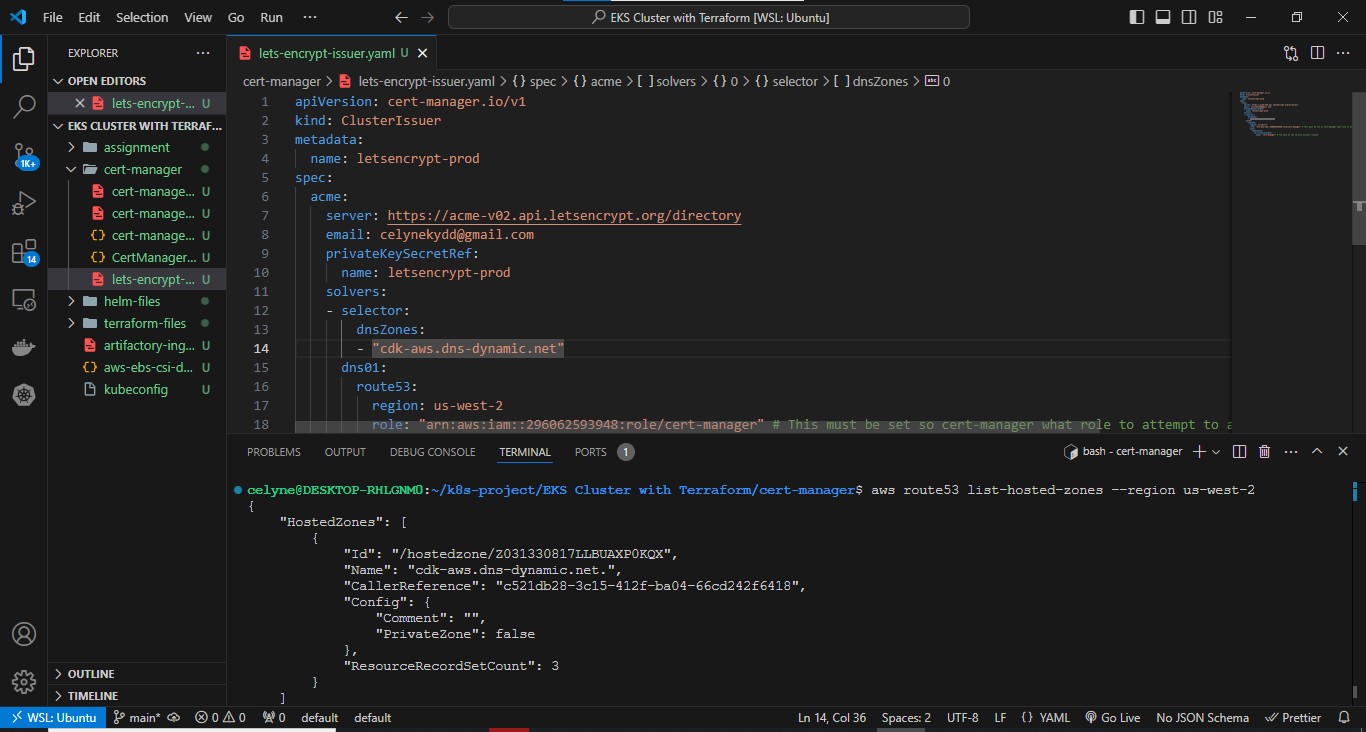 File Edit Selection View Go Run ··· EKS Cluster with Terraform [WSL: Ubuntu]
EXPLORER ···
OPEN EDITORS
lets-encrypt-... U
EKS CLUSTER WITH TERRAF...
assignment
cert-manager
cert-manage... U
cert-manage... U
cert-manage... U
CertManager... U
lets-encrypt-... U
helm-files
terraform-files
artifactory-ing... U
aws-ebs-csi-d... U
kubeconfig U
OUTLINE
TIMELINE
1K+
14
lets-encrypt-issuer.yaml U
cert-manager > lets-encrypt-issuer.yaml > {} spec > {} acme > [ ] solvers > {} 0 > {} selector > [ ] dnsZones > abc 0
1 apiVersion: cert-manager.io/v1
2 kind: ClusterIssuer
3 metadata:
4 name: letsencrypt-prod
5 spec:
6 acme:
7 server: https://acme-v02.api.letsencrypt.org/directory
8 email: celynekydd@gmail.com
9 privateKeySecretRef:
10 name: letsencrypt-prod
11 solvers:
12 - selector:
13 dnsZones:
14 - "cdk-aws.dns-dynamic.net"
15 dns01:
16 route53:
17 region: us-west-2
18 role: "arn:aws:iam::296062593948:role/cert-manager" # This must be set so cert-manager what role to attempt to a
PROBLEMS OUTPUT DEBUG CONSOLE TERMINAL PORTS 1 bash - cert-manager
celyne@DESKTOP-RHLGNM0:~/k8s-project/EKS Cluster with Terraform/cert-manager$ aws route53 list-hosted-zones --region us-west-2
{
"HostedZones": [
{
"Id": "/hostedzone/Z031330817LLBUAXP0KQX",
"Name": "cdk-aws.dns-dynamic.net.",
"CallerReference": "c521db28-3c15-412f-ba04-66cd242f6418",
"Config": {
"Comment": "",
"PrivateZone": false
},
"ResourceRecordSetCount": 3
}
]
WSL: Ubuntu main* 0 0 0 default default Ln 14, Col 36 Spaces: 2 UTF-8 LF {} YAML Go Live No JSON Schema Prettier